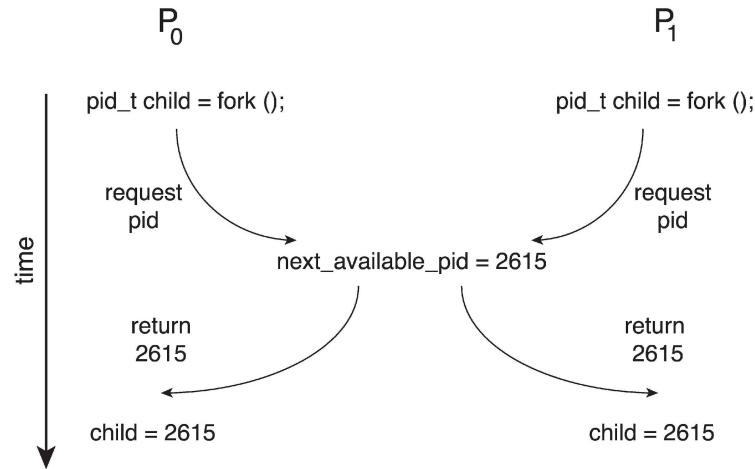 P0
P1
pid_t child = fork ();
pid_t child = fork ();
request
pid
request
pid
time
next_available_pid = 2615
return
2615
return
2615
child = 2615
child = 2615